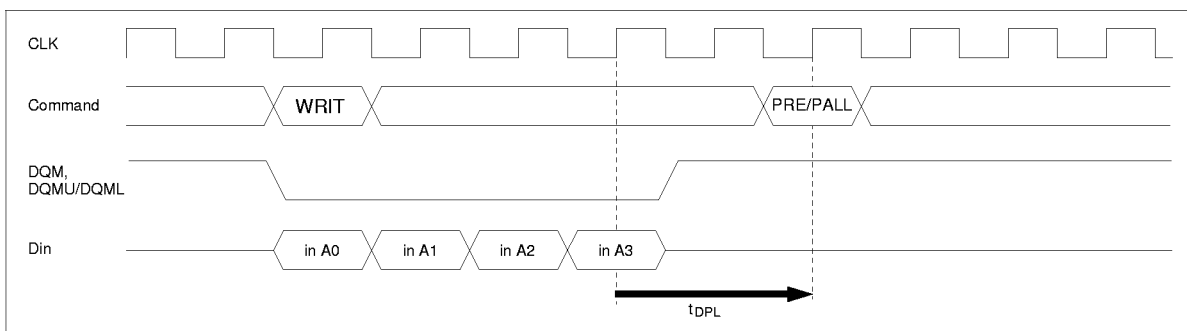 CLK
Command
WRIT
PRE/PALL
DQM,
DQMU/DQML
Din
in A0
in A1
in A2
in A3
tDPL